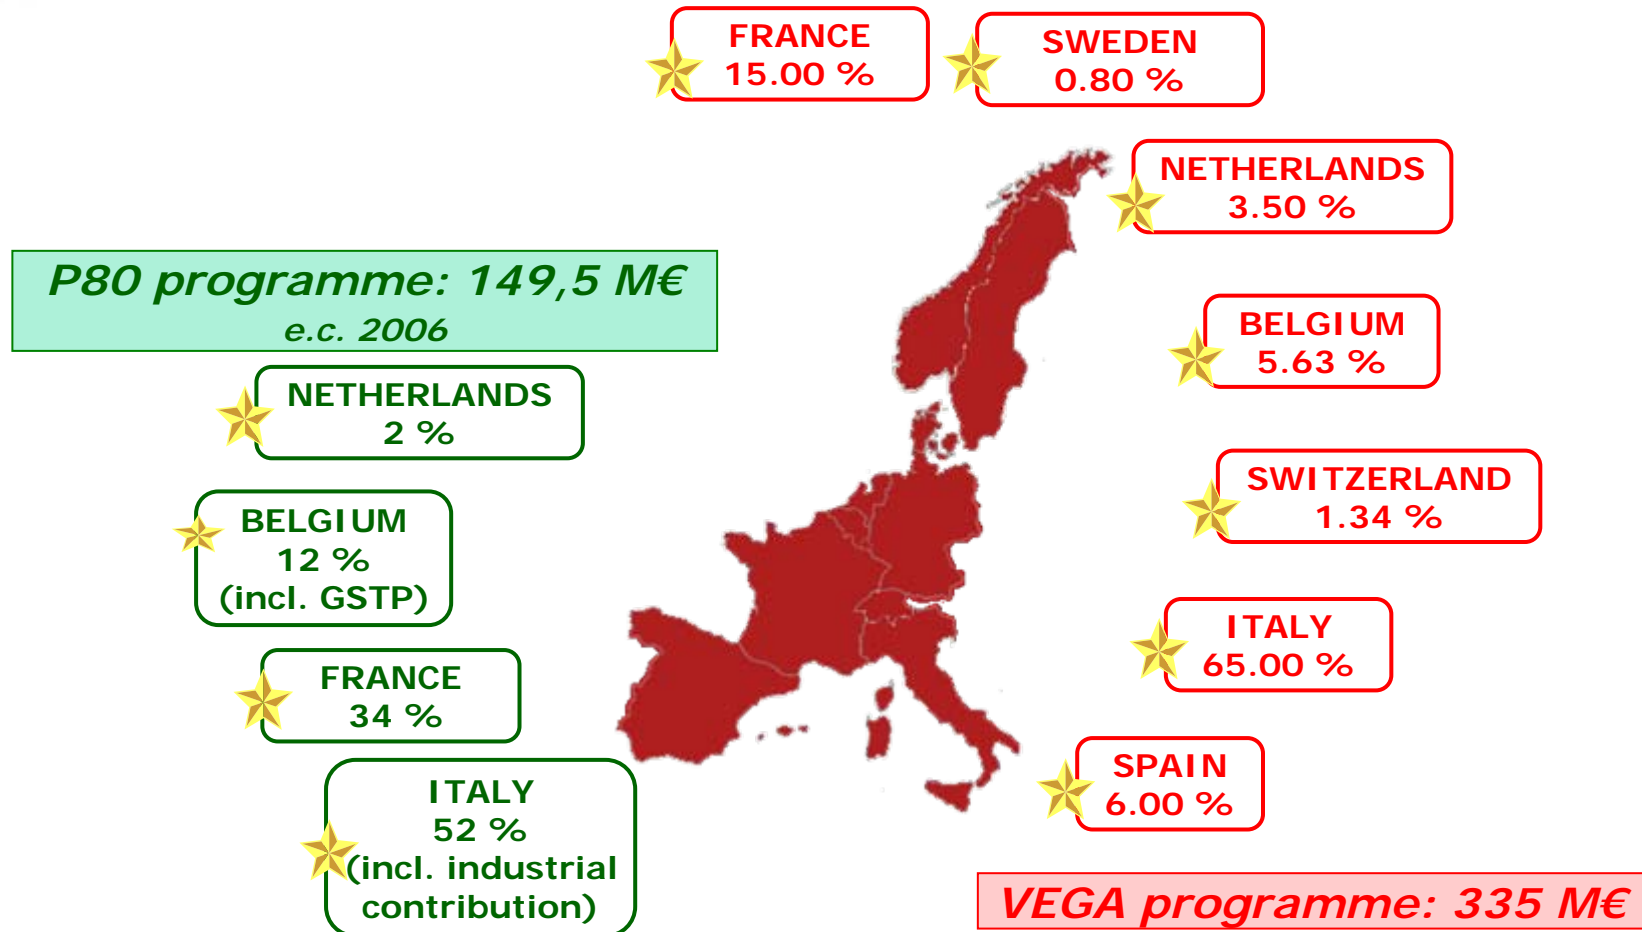 FRANCE
15.00 %
SWEDEN
0.80 %
NETHERLANDS
3.50 %
P80 programme: 149,5 M€
e.c. 2006
BELGIUM
5.63 %
NETHERLANDS
2 %
SWITZERLAND
1.34 %
BELGIUM
12 %
(incl. GSTP)
ITALY
65.00 %
FRANCE
34 %
SPAIN
6.00 %
ITALY
52 %
(incl. industrial
contribution)
VEGA programme: 335 M€